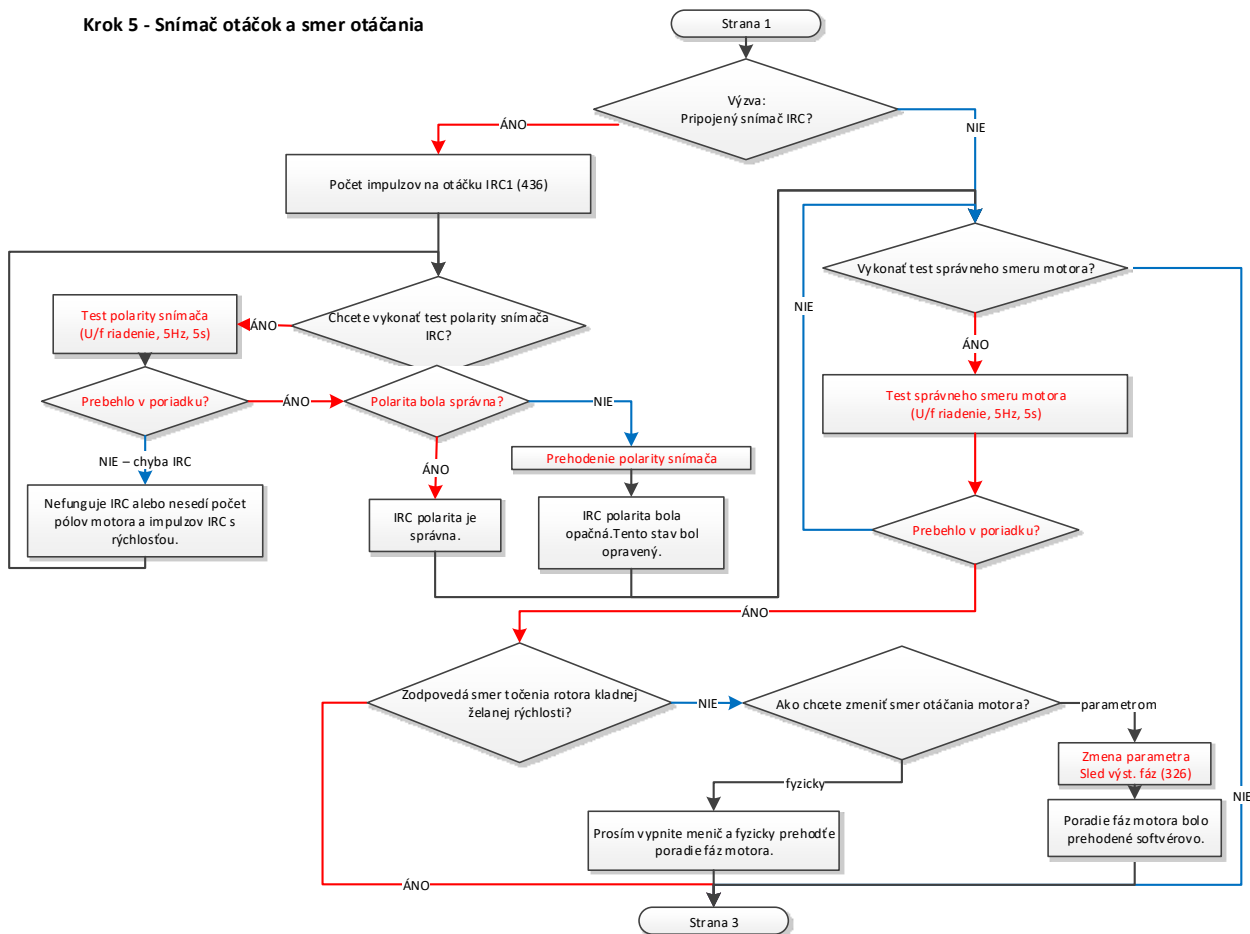 Krok 5 - Snímač otáčok a smer otáčania
Strana 1
Výzva:
Pripojený snímač IRC?
ÁNO
NIE
Počet impulzov na otáčku IRC1 (436)
Vykonať test správneho smeru motora?
Chcete vykonať test polarity snímača
IRC?
ÁNO
Test polarity snímača
(U/f riadenie, 5Hz, 5s)
NIE
ÁNO
Prebehlo v poriadku?
ÁNO
Polarita bola správna?
NIE
Test správneho smeru motora
(U/f riadenie, 5Hz, 5s)
NIE – chyba IRC
ÁNO
Prehodenie polarity snímača
Nefunguje IRC alebo nesedí počet
pólov motora a impulzov IRC s
rýchlosťou.
IRC polarita je
správna.
IRC polarita bola
opačná.Tento stav bol
opravený.
Prebehlo v poriadku?
ÁNO
Zodpovedá smer točenia rotora kladnej
želanej rýchlosti?
NIE
Ako chcete zmeniť smer otáčania motora?
parametrom
Zmena parametra
Sled výst. fáz (326)
fyzicky
NIE
Prosím vypnite menič a fyzicky prehoďte
poradie fáz motora.
Poradie fáz motora bolo
prehodené softvérovo.
ÁNO
Strana 3